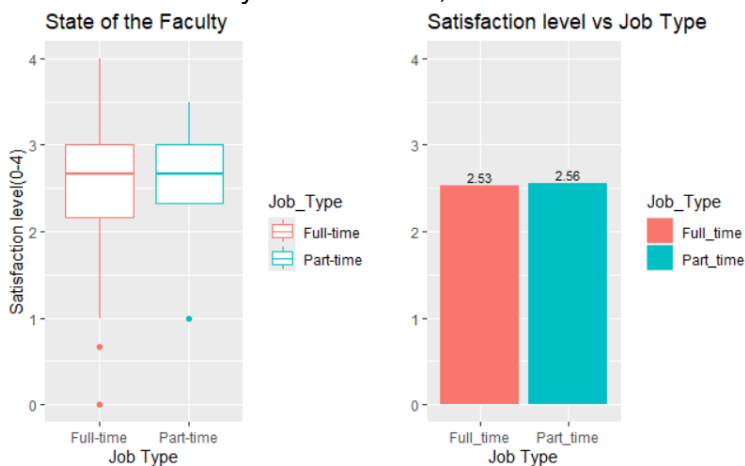 State of the Faculty
4
3
2
1
0
Satisfaction level(0-4)
Full-time
Part-time
Job Type
Job_Type
Full-time
Part-time
Satisfaction level vs Job Type
4
3
2
1
0
2.53
2.56
Full_time
Part_time
Job Type
Job_Type
Full_time
Part_time